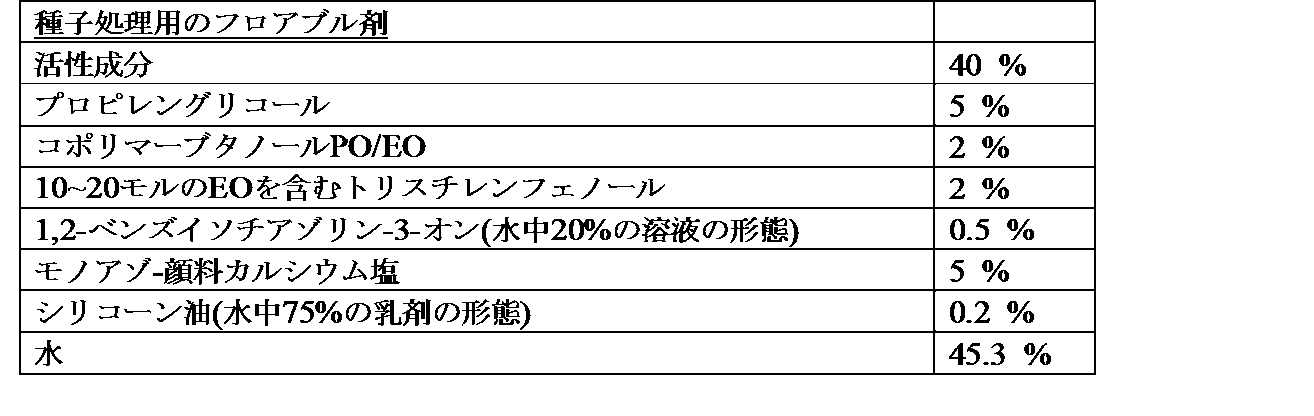 種子処理用のフロアブル剤
活性成分 40 %
プロピレングリコール 5 %
コポリマーブタノールPO/EO 2 %
10~20モルのEOを含むトリスチレンフェノール 2 %
1,2-ベンズイソチアゾリン-3-オン(水中20%の溶液の形態) 0.5 %
モノアゾ-顔料カルシウム塩 5 %
シリコーン油(水中75%の乳剤の形態) 0.2 %
水 45.3 %